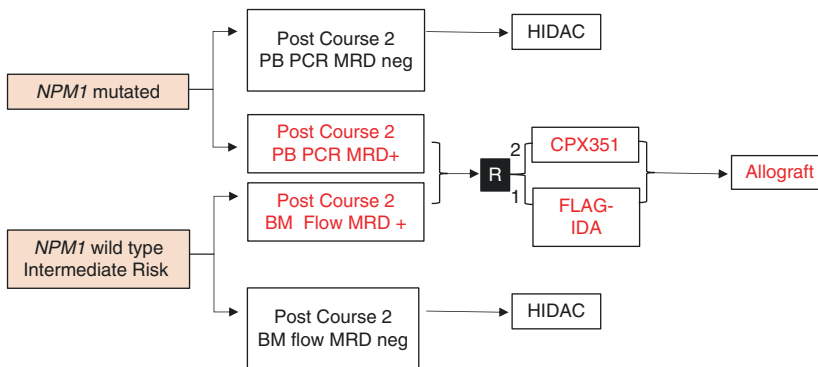 Post Course 2
PB PCR MRD neg
HIDAC
NPM1 mutated
Post Course 2
PB PCR MRD+
2
CPX351
R
Allograft
1
Post Course 2
BM Flow MRD +
FLAG-
IDA
NPM1 wild type
Intermediate Risk
Post Course 2
BM flow MRD neg
HIDAC